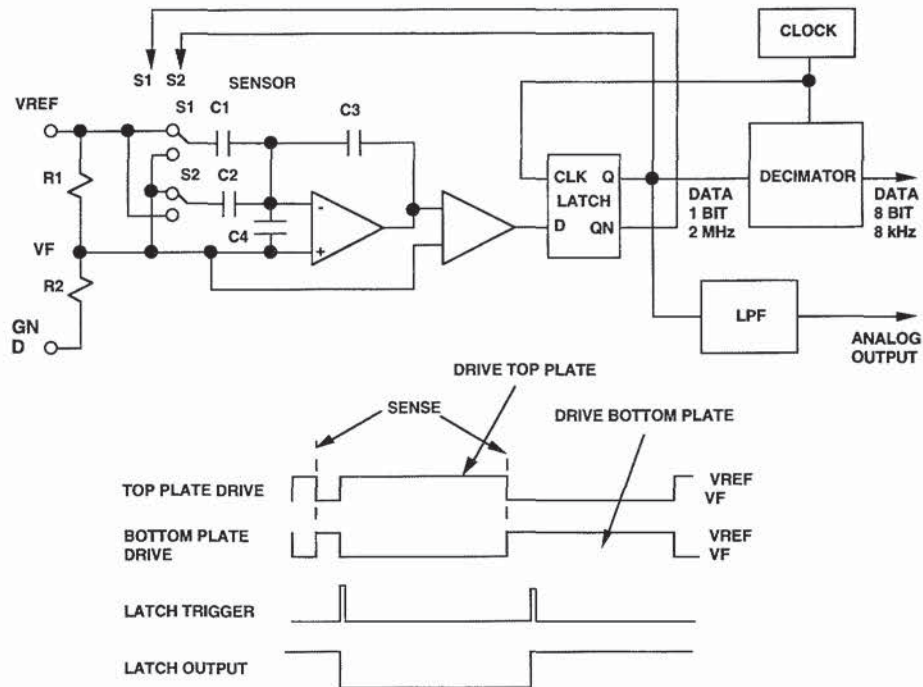 CLOCK
S1 S2
SENSOR
VREF
S1
C1
C3
R1
S2
C2
CLK Q
LATCH
D QN
DATA
1 BIT
2 MHz
DECIMATOR
DATA
8 BIT
8 kHz
C4
-
+
VF
R2
GN
D
LPF
ANALOG
OUTPUT
DRIVE TOP PLATE
SENSE
DRIVE BOTTOM PLATE
TOP PLATE DRIVE
VREF
VF
BOTTOM PLATE
DRIVE
VREF
VF
LATCH TRIGGER
LATCH OUTPUT